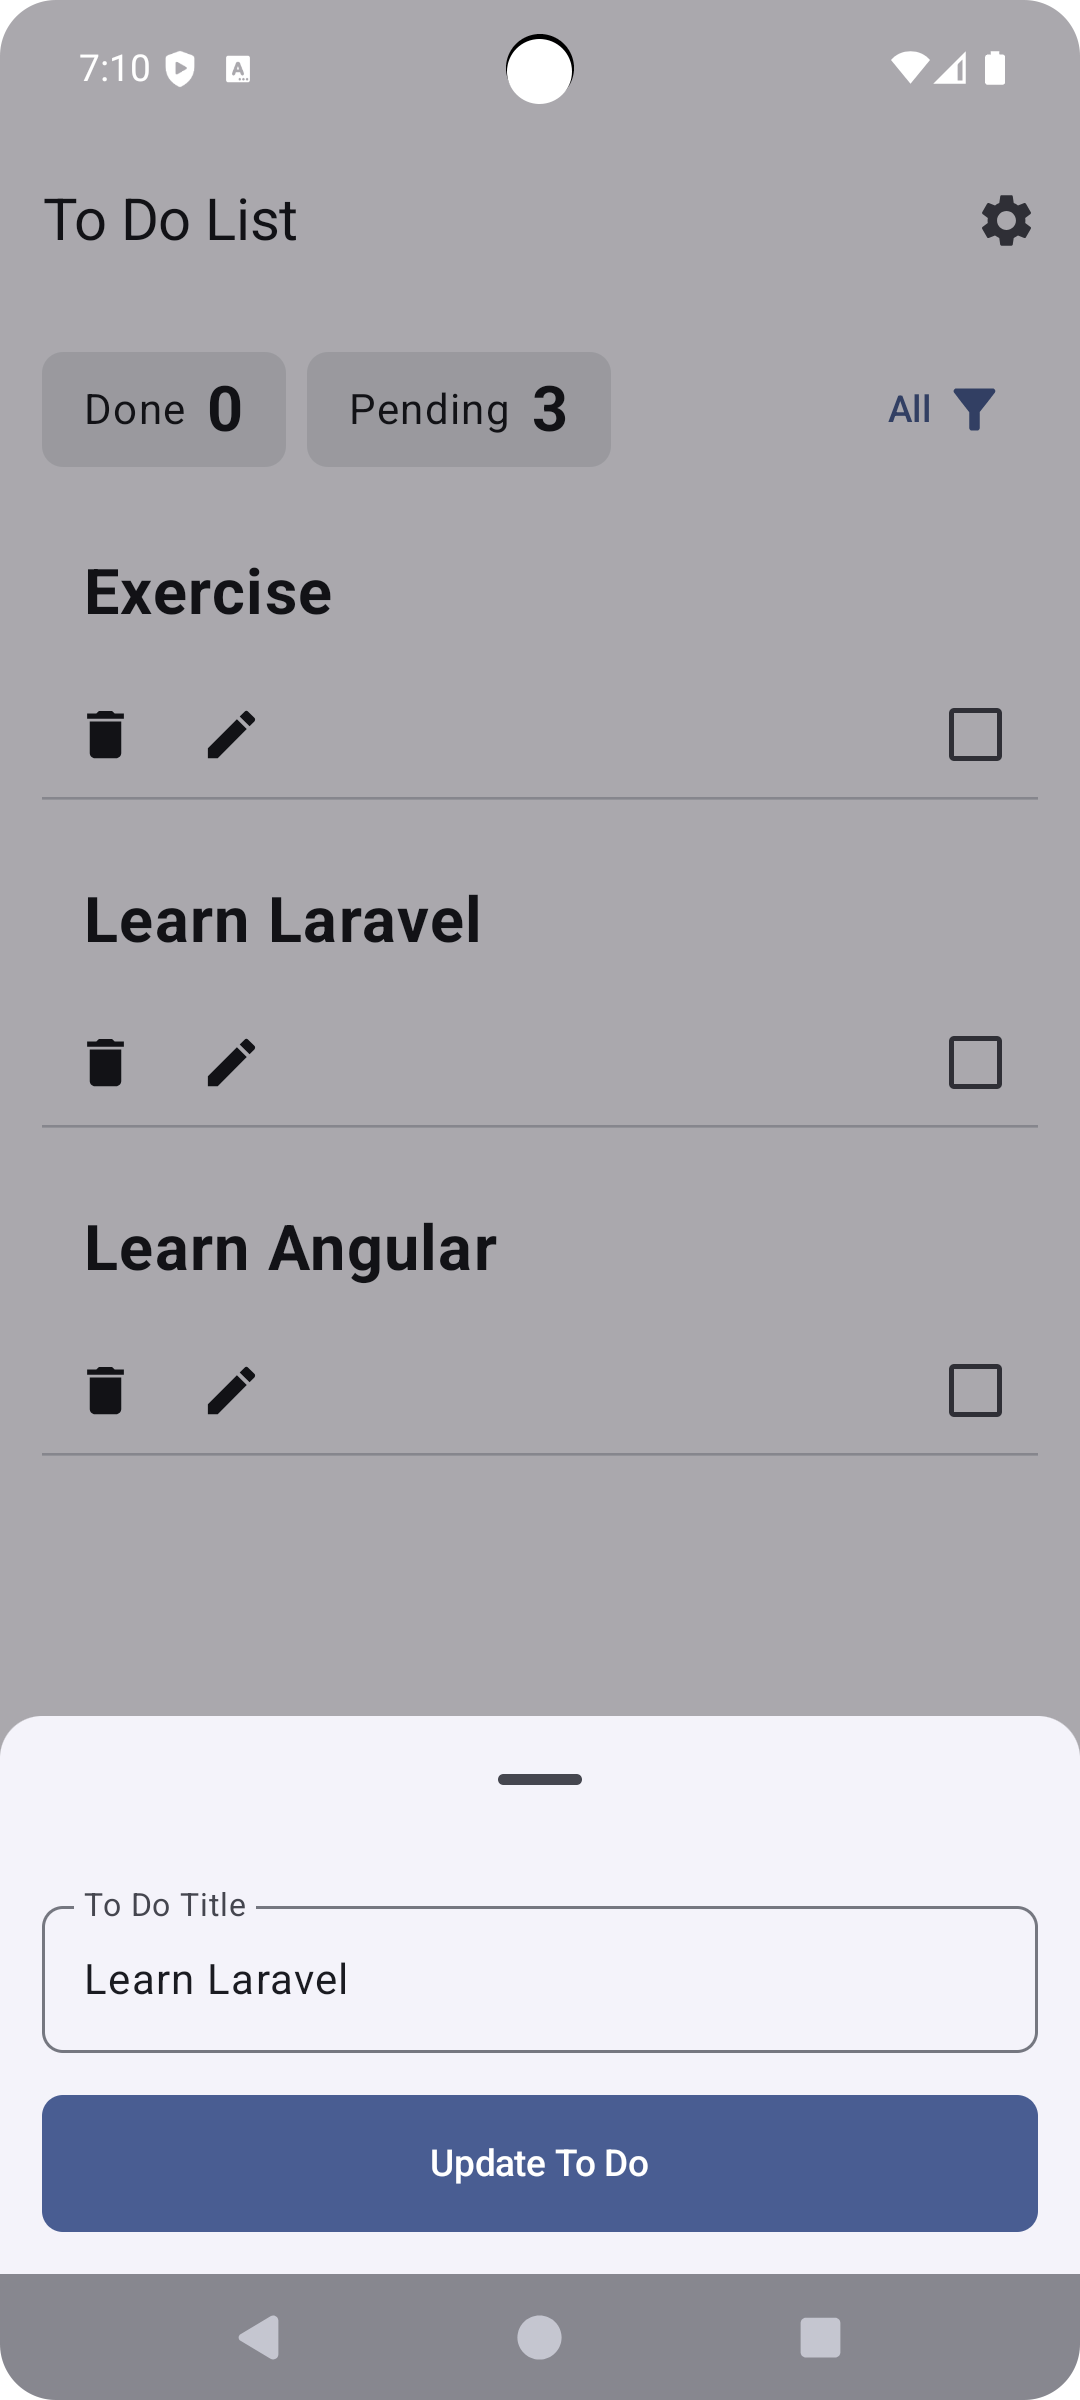 7:10
To Do List
Done 0 Pending 3 All
Exercise
Learn Laravel
Learn Angular
To Do Title
Learn Laravel
Update To Do